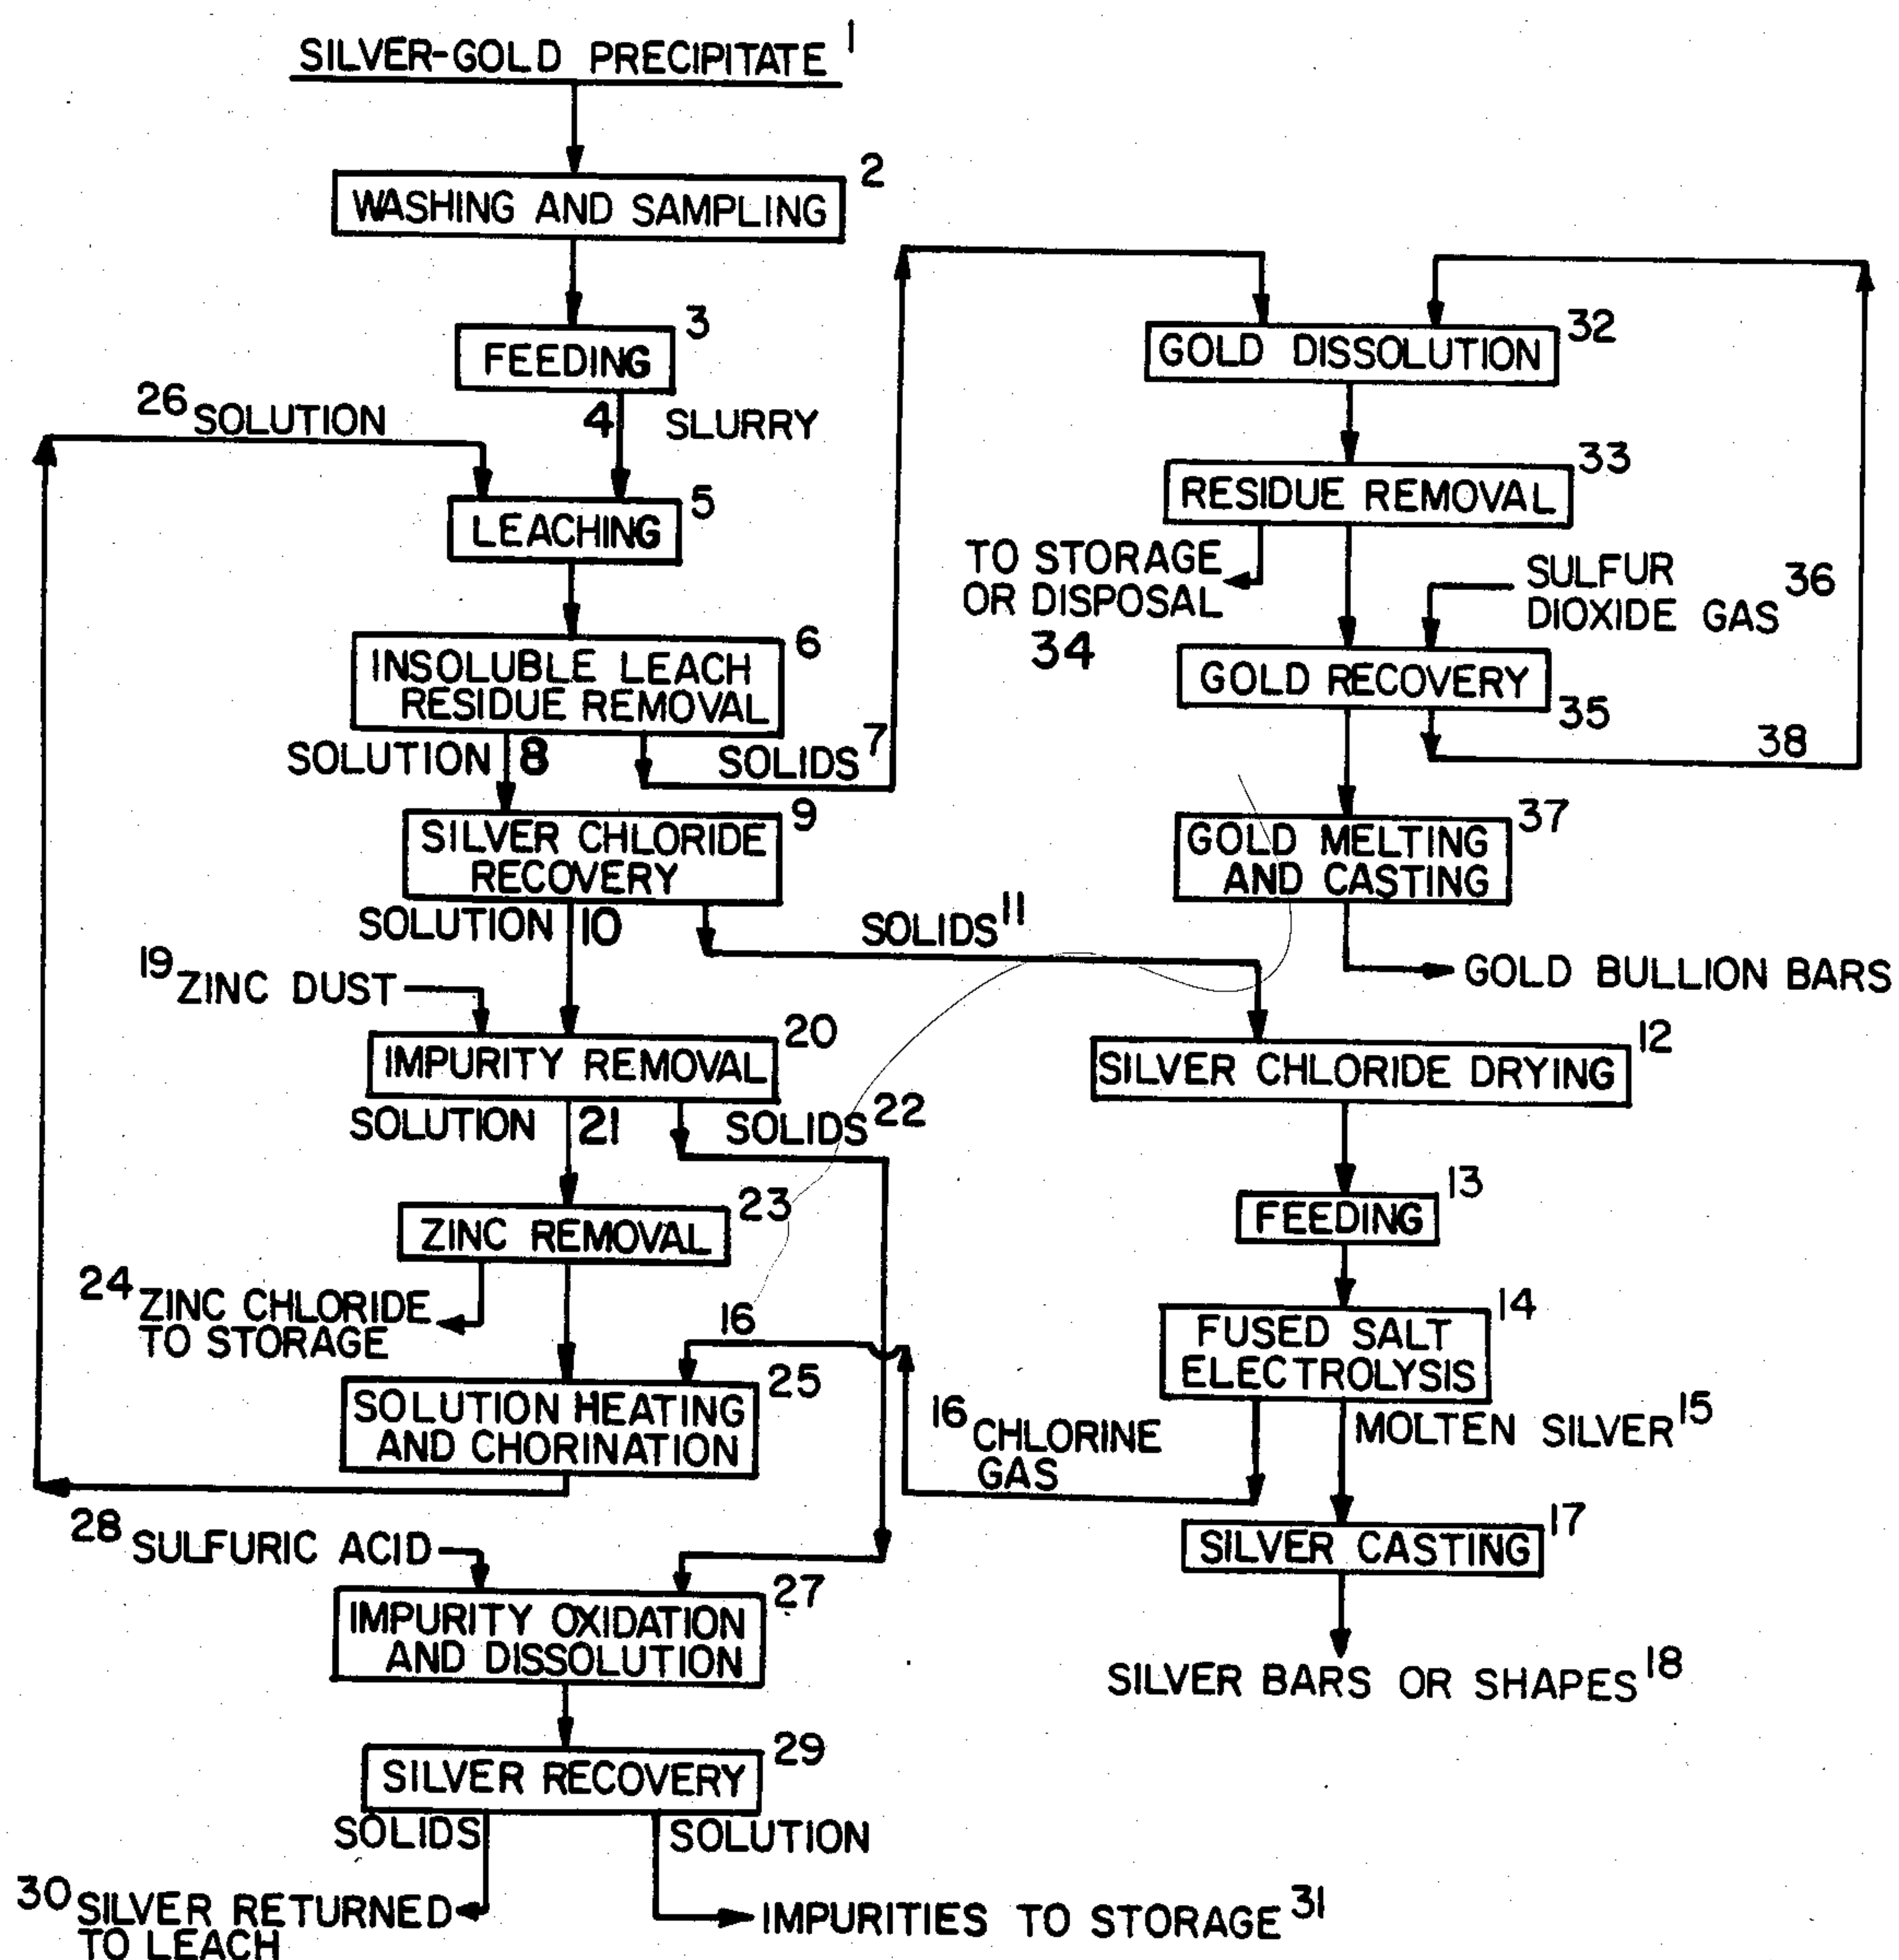 SILVER-GOLD PRECIPITATE 1
WASHING AND SAMPLING 2
FEEDING 3
4 SLURRY
26 SOLUTION
LEACHING 5
INSOLUBLE LEACH 6
RESIDUE REMOVAL
SOLUTION 8
SOLIDS 7
SILVER CHLORIDE 9
RECOVERY
SOLUTION 10
SOLIDS 11
19 ZINC DUST
IMPURITY REMOVAL 20
SOLUTION 21
SOLIDS 22
ZINC REMOVAL 23
24 ZINC CHLORIDE
TO STORAGE
16
SOLUTION HEATING 25
AND CHORINATION
28 SULFURIC ACID
IMPURITY OXIDATION 27
AND DISSOLUTION
SILVER RECOVERY 29
SOLIDS
SOLUTION
30 SILVER RETURNED
TO LEACH
IMPURITIES TO STORAGE 31
GOLD DISSOLUTION 32
RESIDUE REMOVAL 33
TO STORAGE
OR DISPOSAL
34
SULFUR 36
DIOXIDE GAS
GOLD RECOVERY
35
38
GOLD MELTING 37
AND CASTING
GOLD BULLION BARS
SILVER CHLORIDE DRYING 12
FEEDING 13
FUSED SALT 14
ELECTROLYSIS
16 CHLORINE
GAS
MOLTEN SILVER 15
SILVER CASTING 17
SILVER BARS OR SHAPES 18